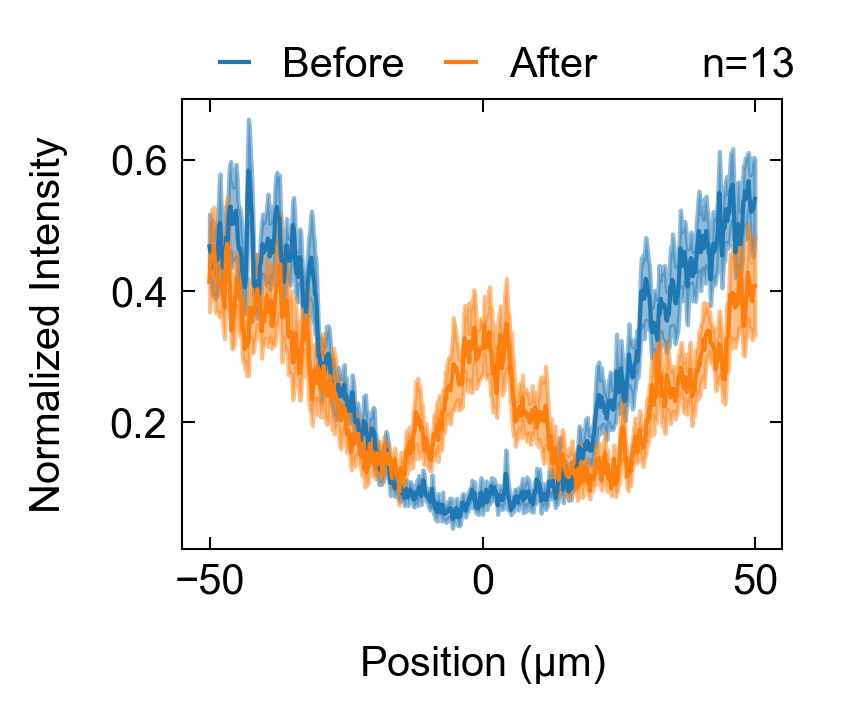 Before After n=13
Normalized Intensity
0.6
0.4
0.2
−50 0 50
Position (µm)